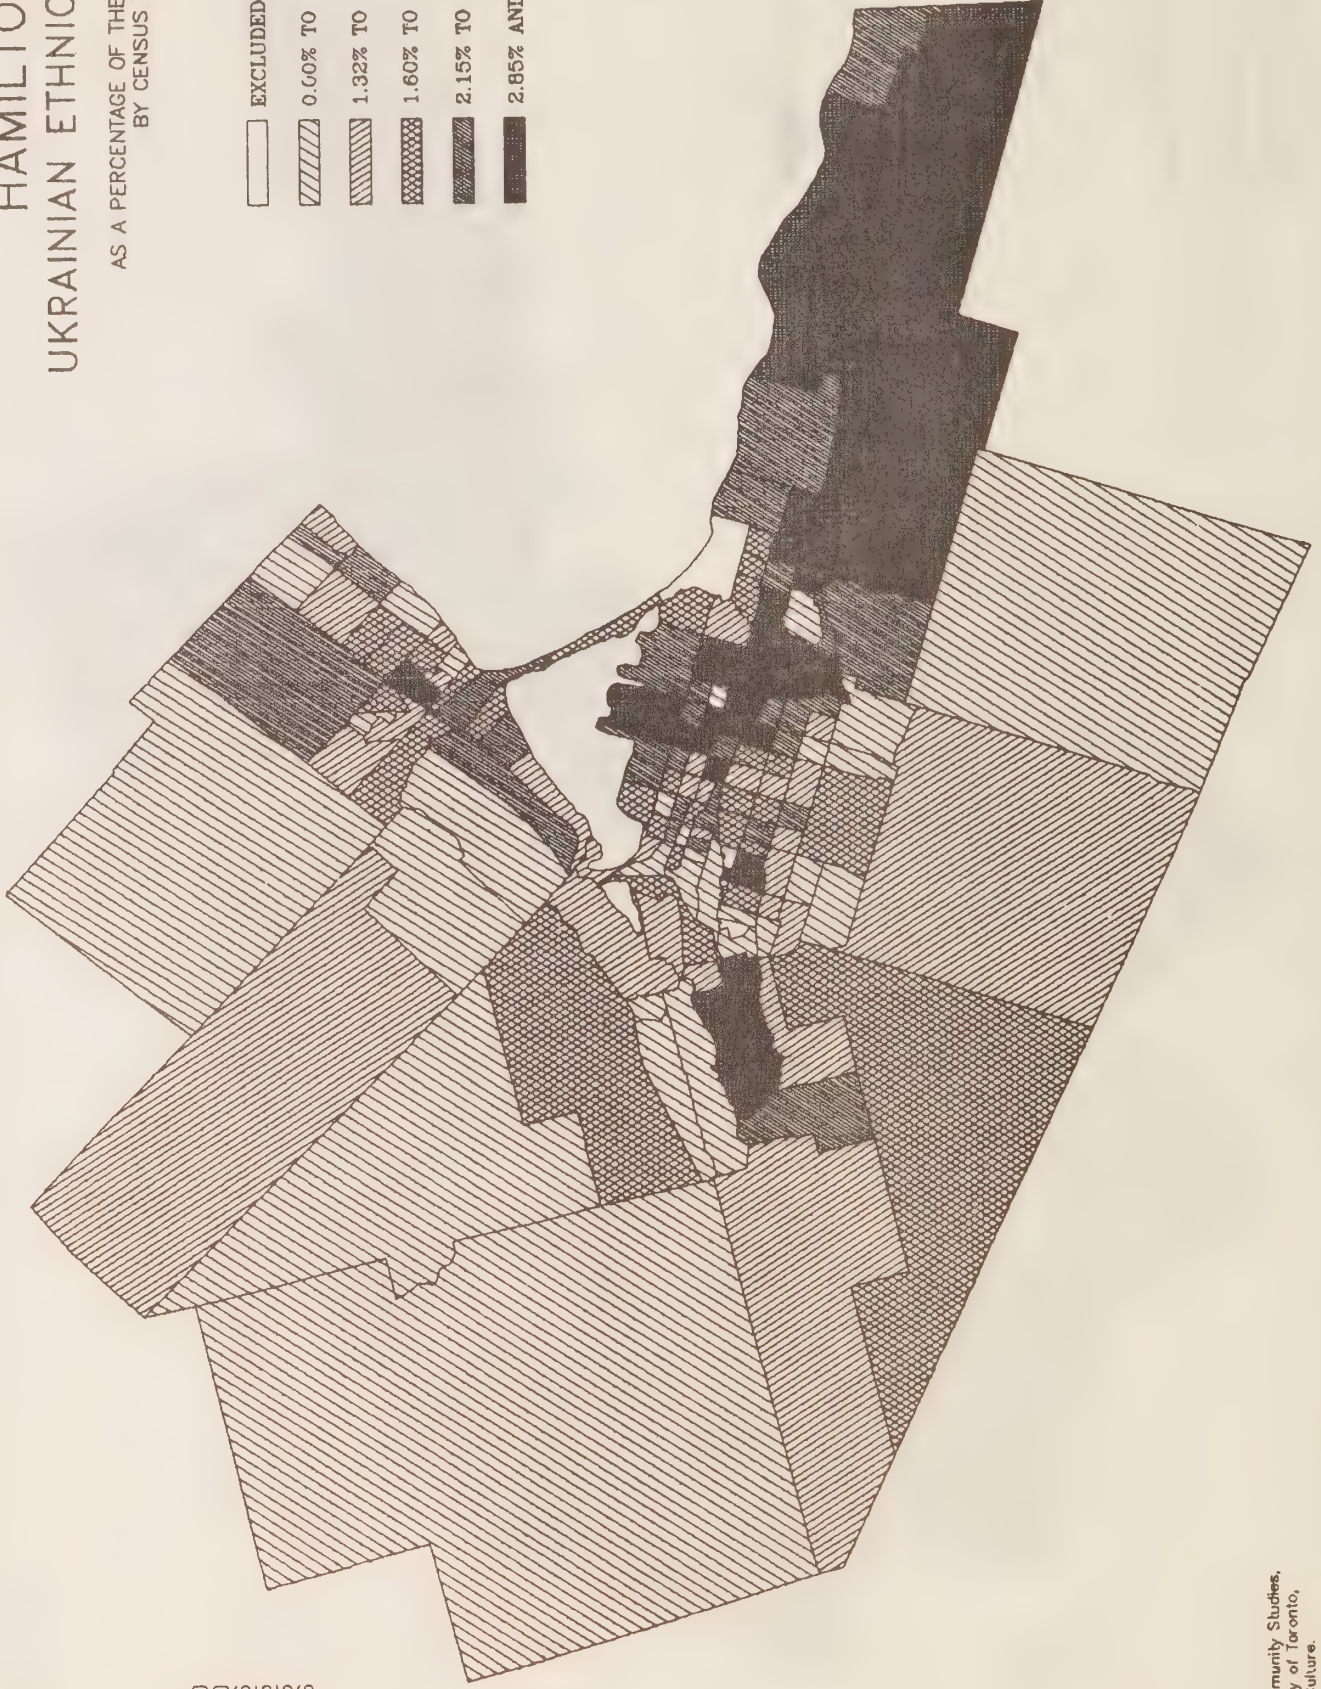 HAMILTO
UKRAINIAN ETHNIC
AS A PERCENTAGE OF THE
BY CENSUS
EXCLUDED
0.00% TO
1.32% TO
1.60% TO
2.15% TO
2.85% AND
munity Studies,
y of Toronto,
ulture.